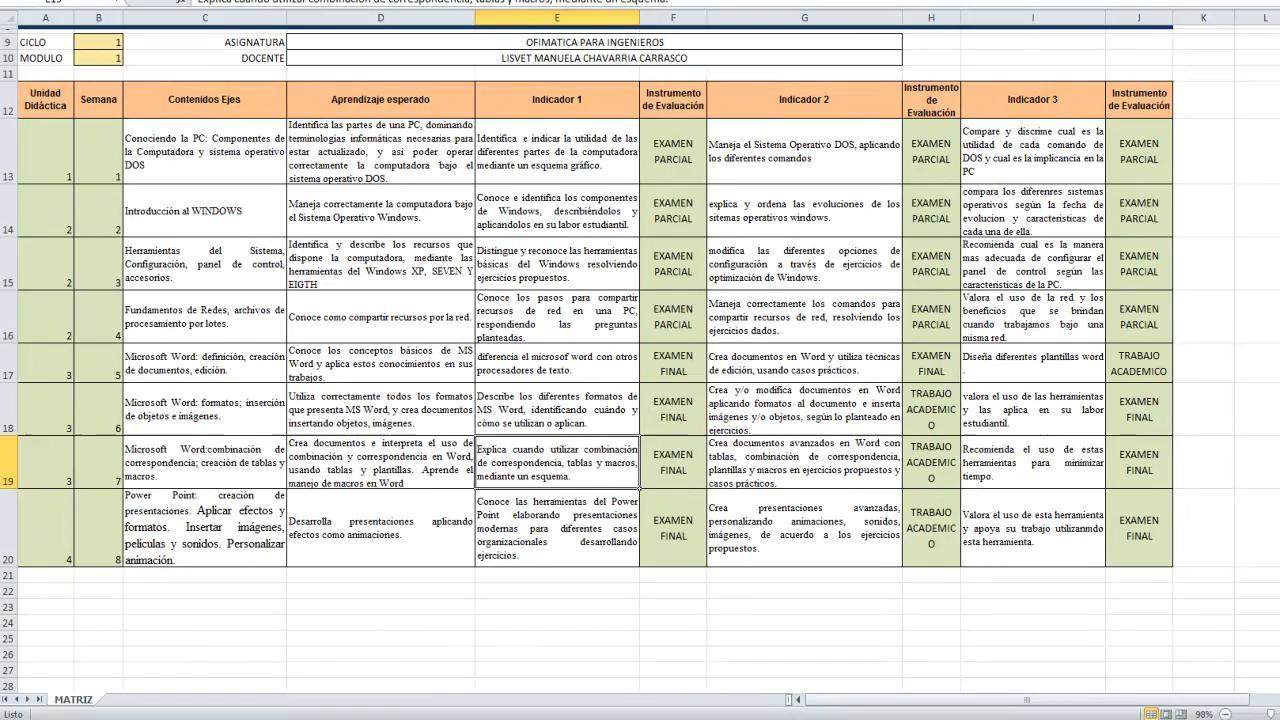 Explica cuando utilizar combinación de correspondencia, tablas y macros, mediante un esquema.
A B C D E F G H I J K L
9 CICLO 1 ASIGNATURA OFIMATICA PARA INGENIEROS
10 MODULO 1 DOCENTE LISVET MANUELA CHAVARRIA CARRASCO
11
12
Unidad
Didáctica
Semana
Contenidos Ejes
Aprendizaje esperado
Indicador 1
Instrumento
de Evaluación
Indicador 2
Instrumento
de
Evaluación
Indicador 3
Instrumento
de Evaluación
13
1
1
Conociendo la PC: Componentes de
la Computadora y sistema operativo
DOS
Identifica las partes de una PC, dominando
terminologías informáticas necesarias para
estar actualizado, y así poder operar
correctamente la computadora bajo el
sistema operativo DOS.
Identifica e indicar la utilidad de las
diferentes partes de la computadora
mediante un esquema gráfico.
EXAMEN
PARCIAL
Maneja el Sistema Operativo DOS, aplicando
los diferentes comandos
EXAMEN
PARCIAL
Compare y discrime cual es la
utilidad de cada comando de
DOS y cual es la implicancia en la
PC
EXAMEN
PARCIAL
14
2
2
Introducción al WINDOWS
Maneja correctamente la computadora bajo
el Sistema Operativo Windows.
Conoce e identifica los componentes
de Windows, describiéndolos y
aplicandolos en su labor estudiantil.
EXAMEN
PARCIAL
explica y ordena las evoluciones de los
sitemas operativos windows.
EXAMEN
PARCIAL
compara los diferenres sistemas
operativos según la fecha de
evolucion y caracteristicas de
cada una de ella.
EXAMEN
PARCIAL
15
2
3
Herramientas del Sistema,
Configuración, panel de control,
accesorios.
Identifica y describe los recursos que
dispone la computadora, mediante las
herramientas del Windows XP, SEVEN Y
EIGTH
Distingue y reconoce las herramientas
básicas del Windows resolviendo
ejercicios propuestos.
EXAMEN
PARCIAL
modifica las diferentes opciones de
configuración a través de ejercicios de
optimización de Windows.
EXAMEN
PARCIAL
Recomienda cual es la manera
mas adecuada de configurar el
panel de control según las
caracteristicas de la PC.
EXAMEN
PARCIAL
16
2
4
Fundamentos de Redes, archivos de
procesamiento por lotes.
Conoce como compartir recursos por la red.
Conoce los pasos para compartir
recursos de red en una PC,
respondiendo las preguntas
planteadas.
EXAMEN
PARCIAL
Maneja correctamente los comandos para
compartir recursos de red, resolviendo los
ejercicios dados.
EXAMEN
PARCIAL
Valora el uso de la red y los
beneficios que se brindan
cuando trabajamos bajo una
misma red.
EXAMEN
PARCIAL
17
3
5
Microsoft Word: definición, creación
de documentos, edición.
Conoce los conceptos básicos de MS
Word y aplica estos conocimientos en sus
trabajos.
diferencia el microsof word con otros
procesadores de texto.
EXAMEN
FINAL
Crea documentos en Word y utiliza técnicas
de edición, usando casos prácticos.
EXAMEN
FINAL
Diseña diferentes plantillas word
.
TRABAJO
ACADEMICO
18
3
6
Microsoft Word: formatos; inserción
de objetos e imágenes.
Utiliza correctamente todos los formatos
que presenta MS Word, y crea documentos
insertando objetos, imágenes.
Describe los diferentes formatos de
MS Word, identificando cuándo y
cómo se utilizan o aplican.
EXAMEN
FINAL
Crea y/o modifica documentos en Word
aplicando formatos al documento e inserta
imágenes y/o objetos, según lo planteado en
ejercicios.
TRABAJO
ACADEMIC
O
valora el uso de las herramientas
y las aplica en su labor
estudiantil.
EXAMEN
FINAL
19
3
7
Microsoft Word:combinación de
correspondencia; creación de tablas y
macros.
Crea documentos e interpreta el uso de
combinación y correspondencia en Word,
usando tablas y plantillas. Aprende el
manejo de macros en Word
Explica cuando utilizar combinación
de correspondencia, tablas y macros,
mediante un esquema.
EXAMEN
FINAL
Crea documentos avanzados en Word con
tablas, combinación de correspondencia,
plantillas y macros en ejercicios propuestos y
casos prácticos.
TRABAJO
ACADEMIC
O
Recomienda el uso de estas
herramientas para minimizar
tiempo.
EXAMEN
FINAL
20
4
8
Power Point: creación de
presentaciones. Aplicar efectos y
formatos. Insertar imágenes,
películas y sonidos. Personalizar
animación.
Desarrolla presentaciones aplicando
efectos como animaciones.
Conoce las herramientas del Power
Point elaborando presentaciones
modernas para diferentes casos
organizacionales desarrollando
ejercicios.
EXAMEN
FINAL
Crea presentaciones avanzadas,
personalizando animaciones, sonidos,
imágenes, de acuerdo a los ejercicios
propuestos.
TRABAJO
ACADEMIC
O
Valora el uso de esta herramienta
y apoya su trabajo utilizanmdo
esta herramienta.
EXAMEN
FINAL
21
22
23
24
25
26
27
28
MATRIZ
Listo
98%